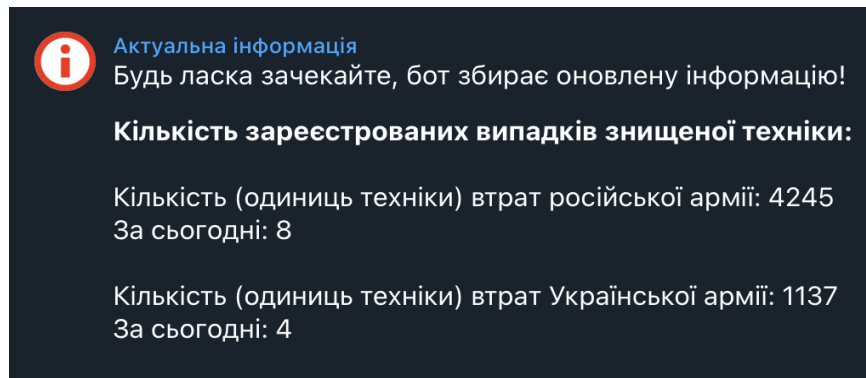 Актуальна інформація
Будь ласка зачекайте, бот збирає оновлену інформацію!
Кількість зареєстрованих випадків знищеної техніки:
Кількість (одиниць техніки) втрат російської армії: 4245
За сьогодні: 8
Кількість (одиниць техніки) втрат Української армії: 1137
За сьогодні: 4